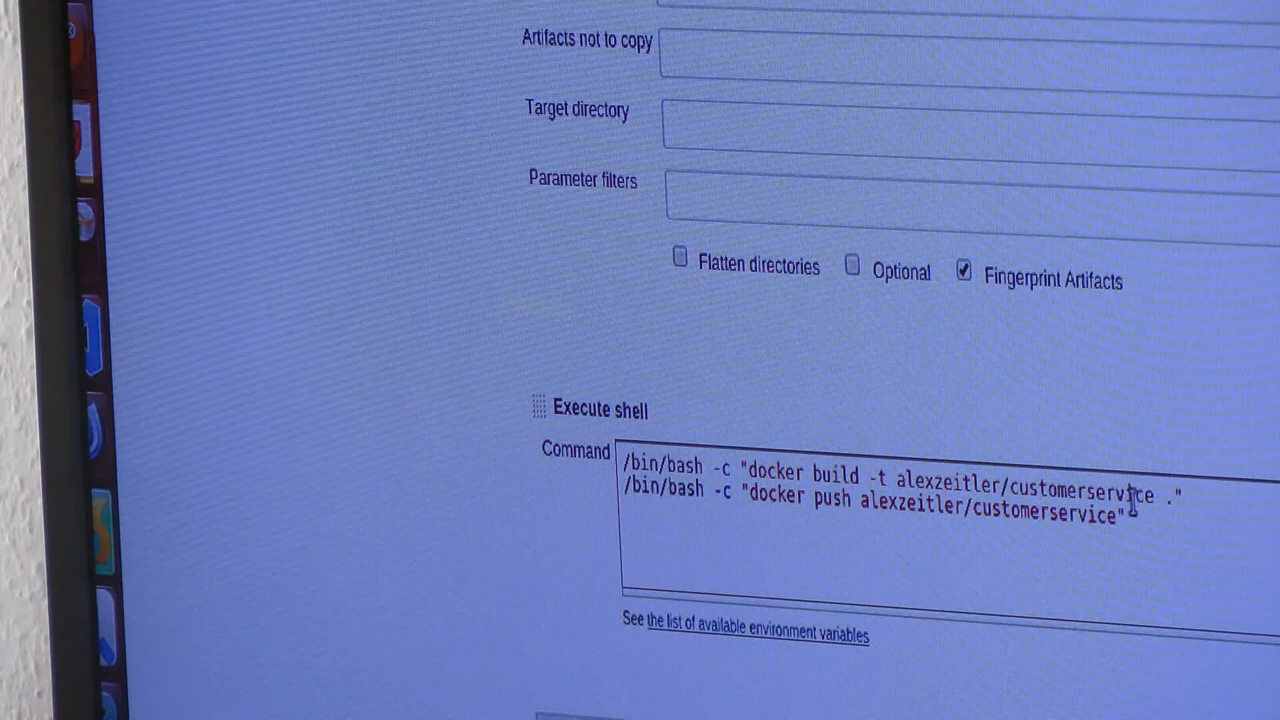 Artifacts not to copy
Target directory
Parameter filters
Flatten directories Optional Fingerprint Artifacts
Execute shell
Command
/bin/bash -c "docker build -t alexzeitler/customerservice ."
/bin/bash -c "docker push alexzeitler/customerservice"
See the list of available environment variables